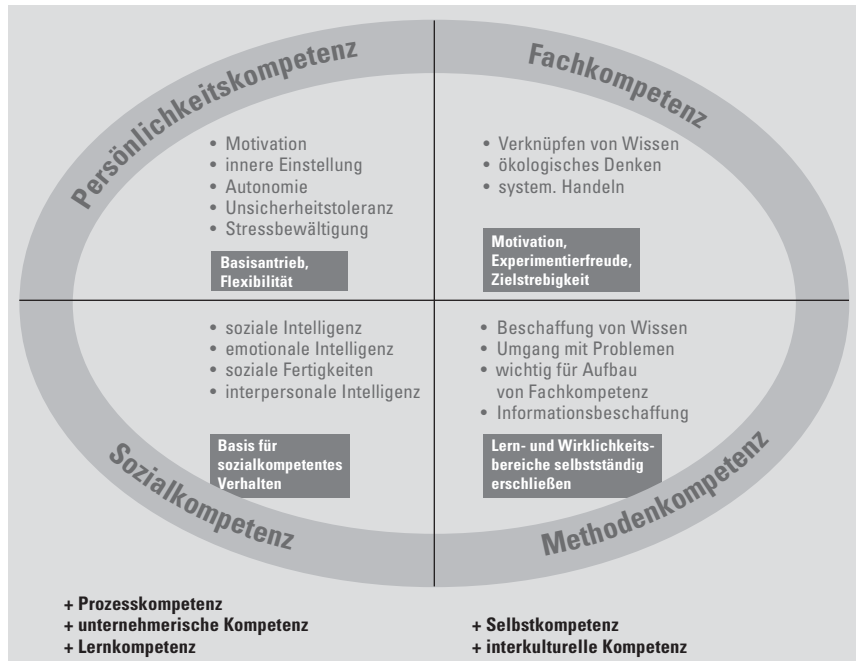 Persönlichkeitskompetenz
• Motivation
• innere Einstellung
• Autonomie
• Unsicherheitstoleranz
• Stressbewältigung
Basisantrieb,
Flexibilität
Fachkompetenz
• Verknüpfen von Wissen
• ökologisches Denken
• system. Handeln
Motivation,
Experimentierfreude,
Zielstrebigkeit
• soziale Intelligenz
• emotionale Intelligenz
• soziale Fertigkeiten
• interpersonale Intelligenz
Basis für
sozialkompetentes
Verhalten
Sozialkompetenz
• Beschaffung von Wissen
• Umgang mit Problemen
• wichtig für Aufbau
von Fachkompetenz
• Informationsbeschaffung
Lern- und Wirklichkeits-
bereiche selbstständig
erschließen
Methodenkompetenz
+ Prozesskompetenz
+ unternehmerische Kompetenz
+ Lernkompetenz
+ Selbstkompetenz
+ interkulturelle Kompetenz